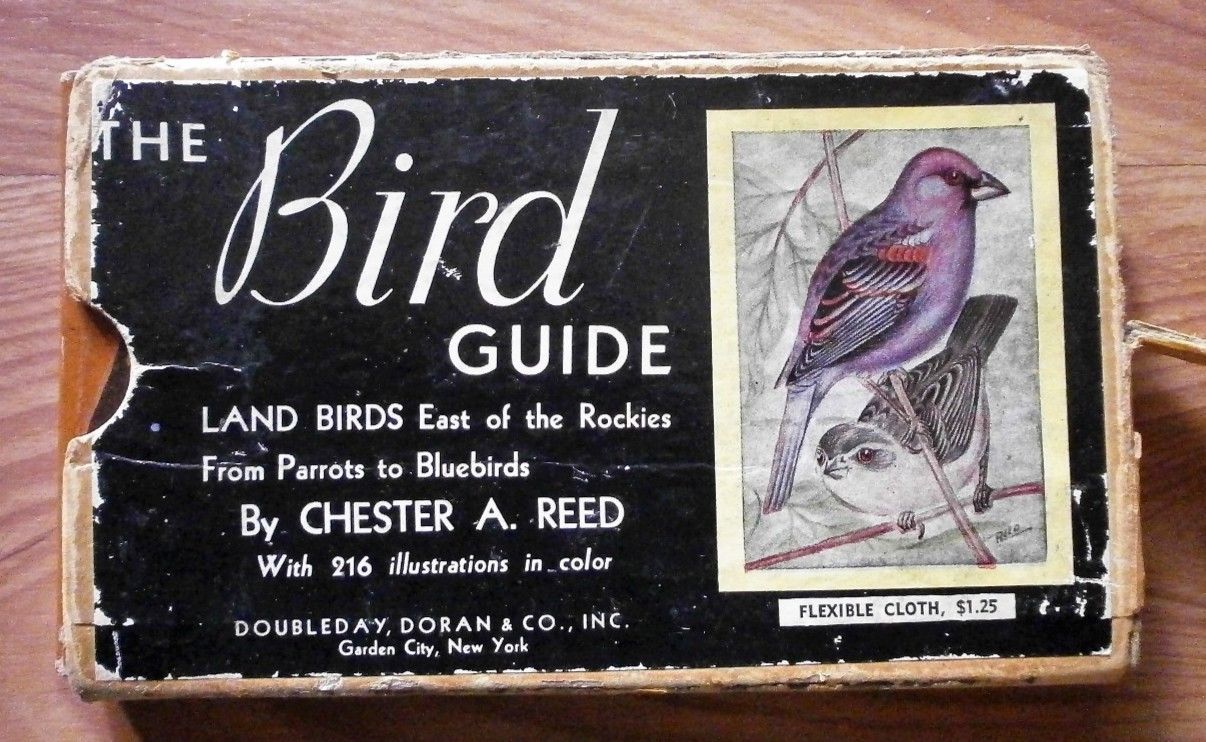 THE
Bird
GUIDE
LAND BIRDS East of the Rockies
From Parrots to Bluebirds
By CHESTER A. REED
With 216 illustrations in color
DOUBLEDAY, DORAN & CO., INC.
Garden City, New York
REED
FLEXIBLE CLOTH, $1.25